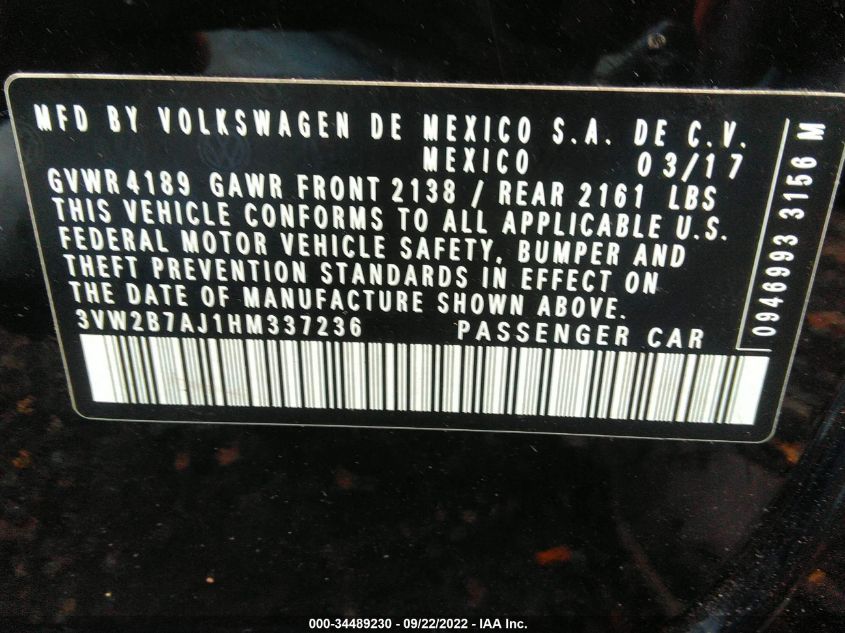 MFD BY VOLKSWAGEN DE MEXICO S.A. DE C.V.
MEXICO 03/17
GVWR 4189 GAWR FRONT 2138 / REAR 2161 LBS
THIS VEHICLE CONFORMS TO ALL APPLICABLE U.S.
FEDERAL MOTOR VEHICLE SAFETY, BUMPER AND
THEFT PREVENTION STANDARDS IN EFFECT ON
THE DATE OF MANUFACTURE SHOWN ABOVE.
3VW2B7AJ1HM337236 PASSENGER CAR
0946993 3156 M
000-34489230 - 09/22/2022 - IAA Inc.